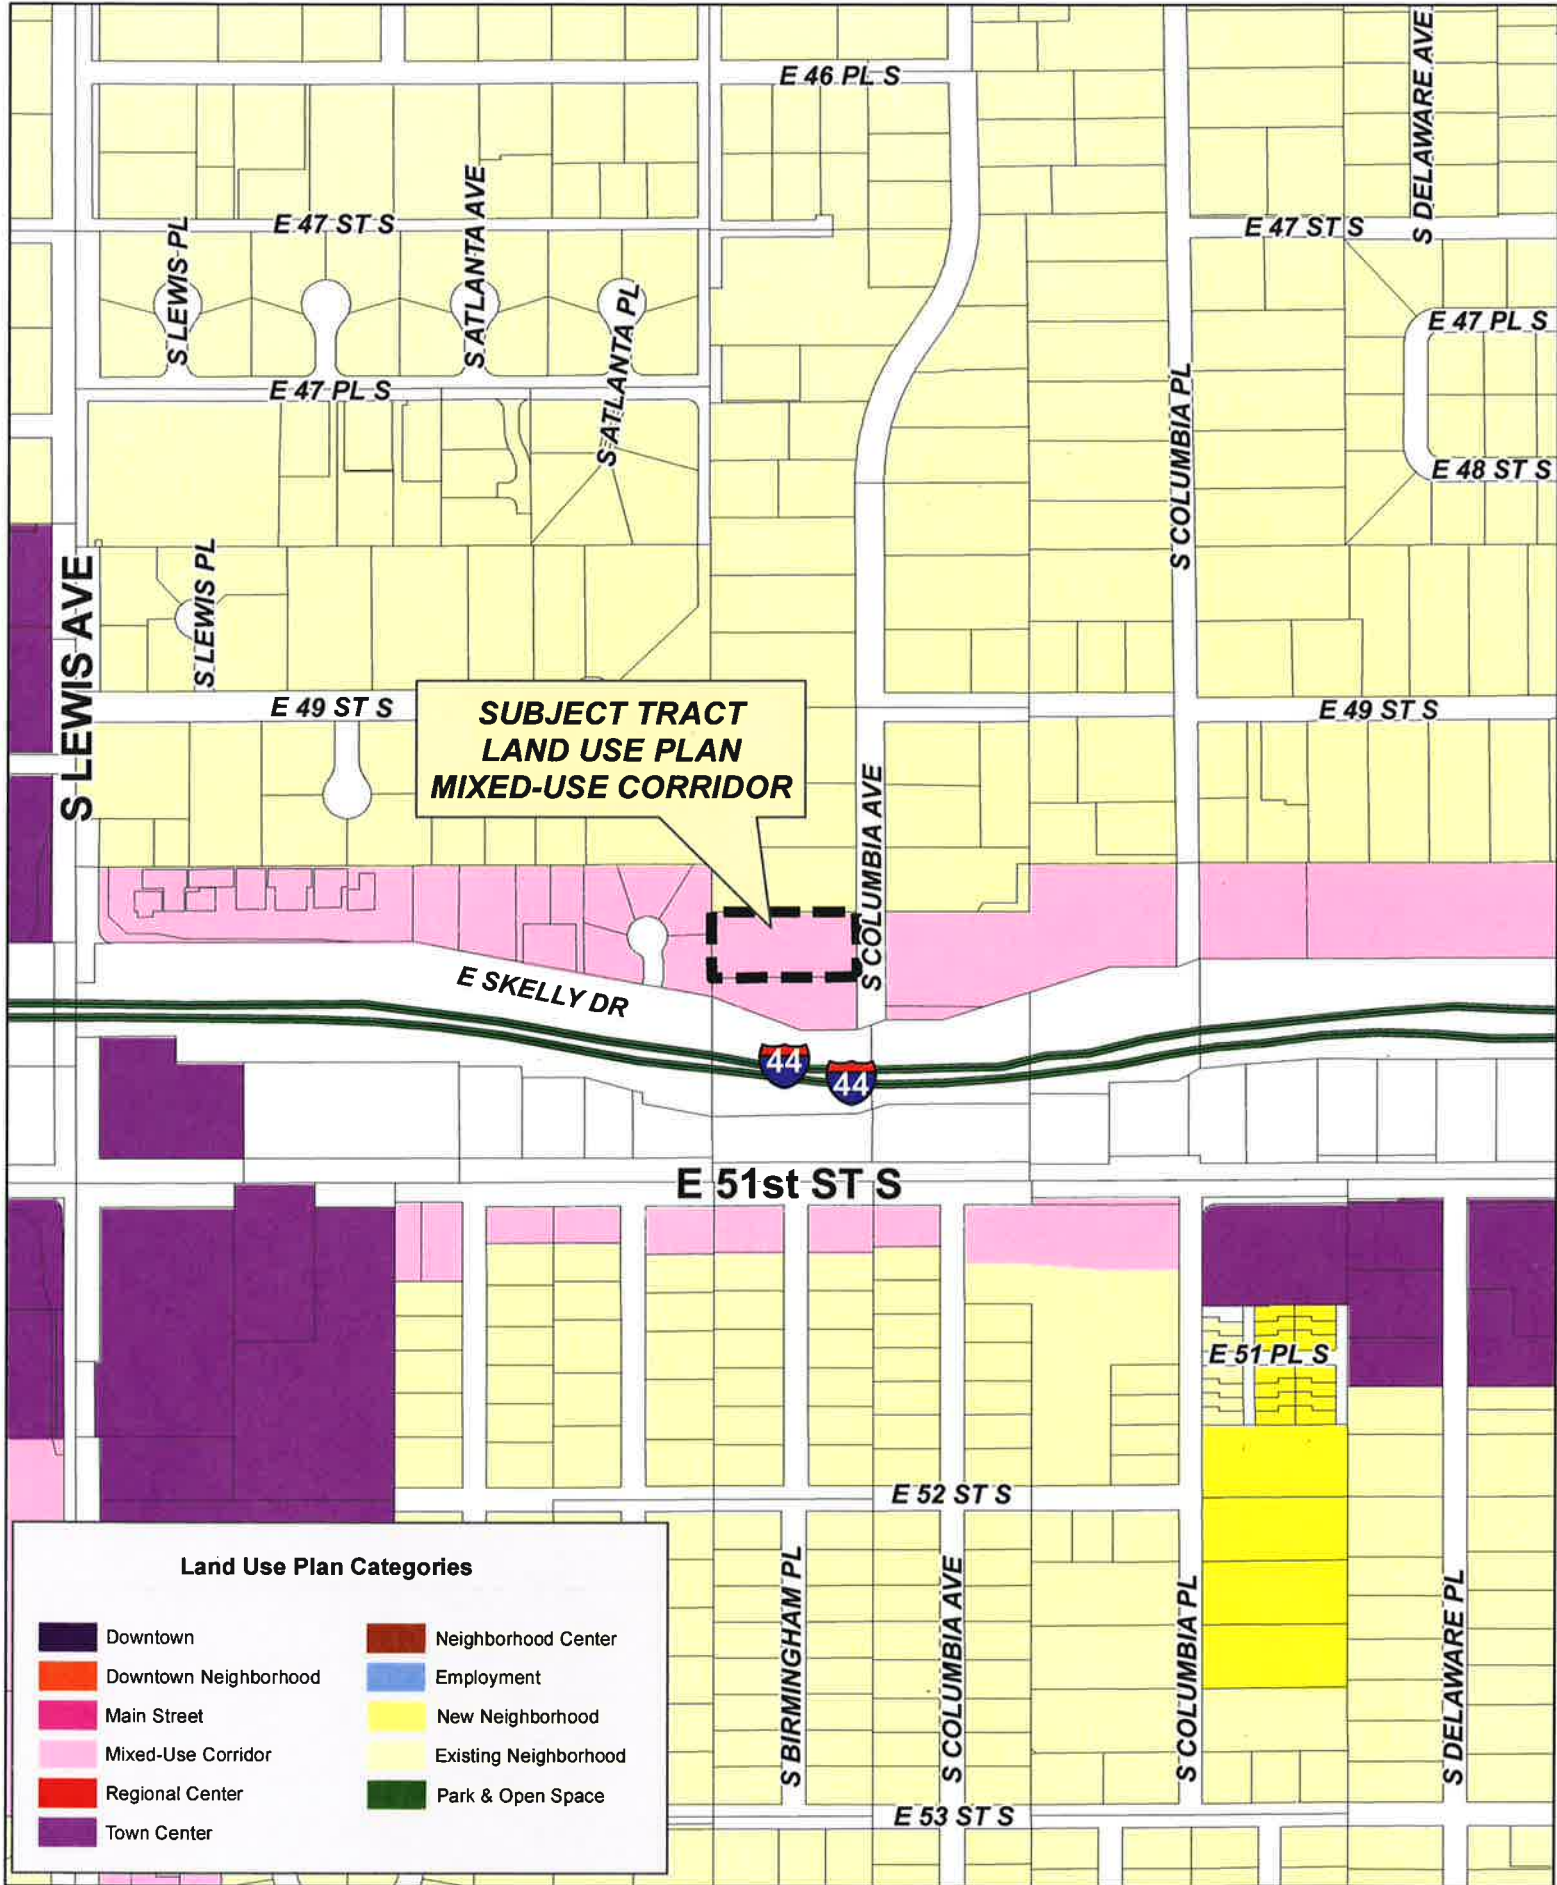 E 46 PL S
S DELAWARE AVE
S ATLANTA AVE
S LEWIS PL
E 47 ST S
E 47 ST S
S ATLANTA PL
E 47 PL S
E 47 PL S
S COLUMBIA PL
E 48 ST S
S LEWIS AVE
S LEWIS PL
E 49 ST S
SUBJECT TRACT
LAND USE PLAN
MIXED-USE CORRIDOR
E 49 ST S
S COLUMBIA AVE
E SKELLY DR
44
44
E 51st ST S
E 51 PL S
E 52 ST S
S BIRMINGHAM PL
S COLUMBIA AVE
S COLUMBIA PL
S DELAWARE PL
E 53 ST S
Land Use Plan Categories
Downtown
Downtown Neighborhood
Main Street
Mixed-Use Corridor
Regional Center
Town Center
Neighborhood Center
Employment
New Neighborhood
Existing Neighborhood
Park & Open Space